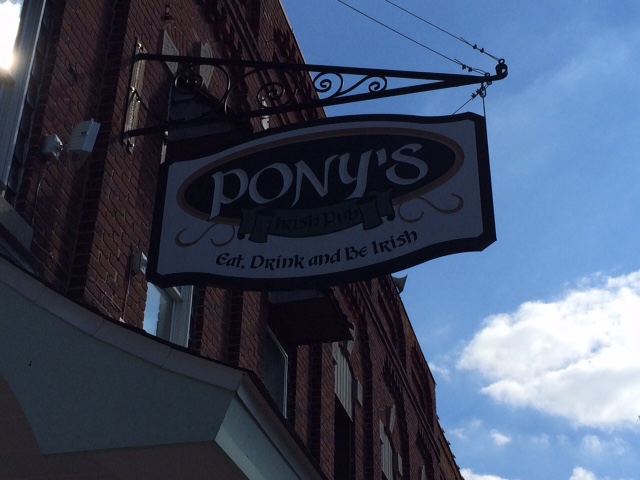 PONY'S
Irish Pub
Eat, Drink and Be Irish